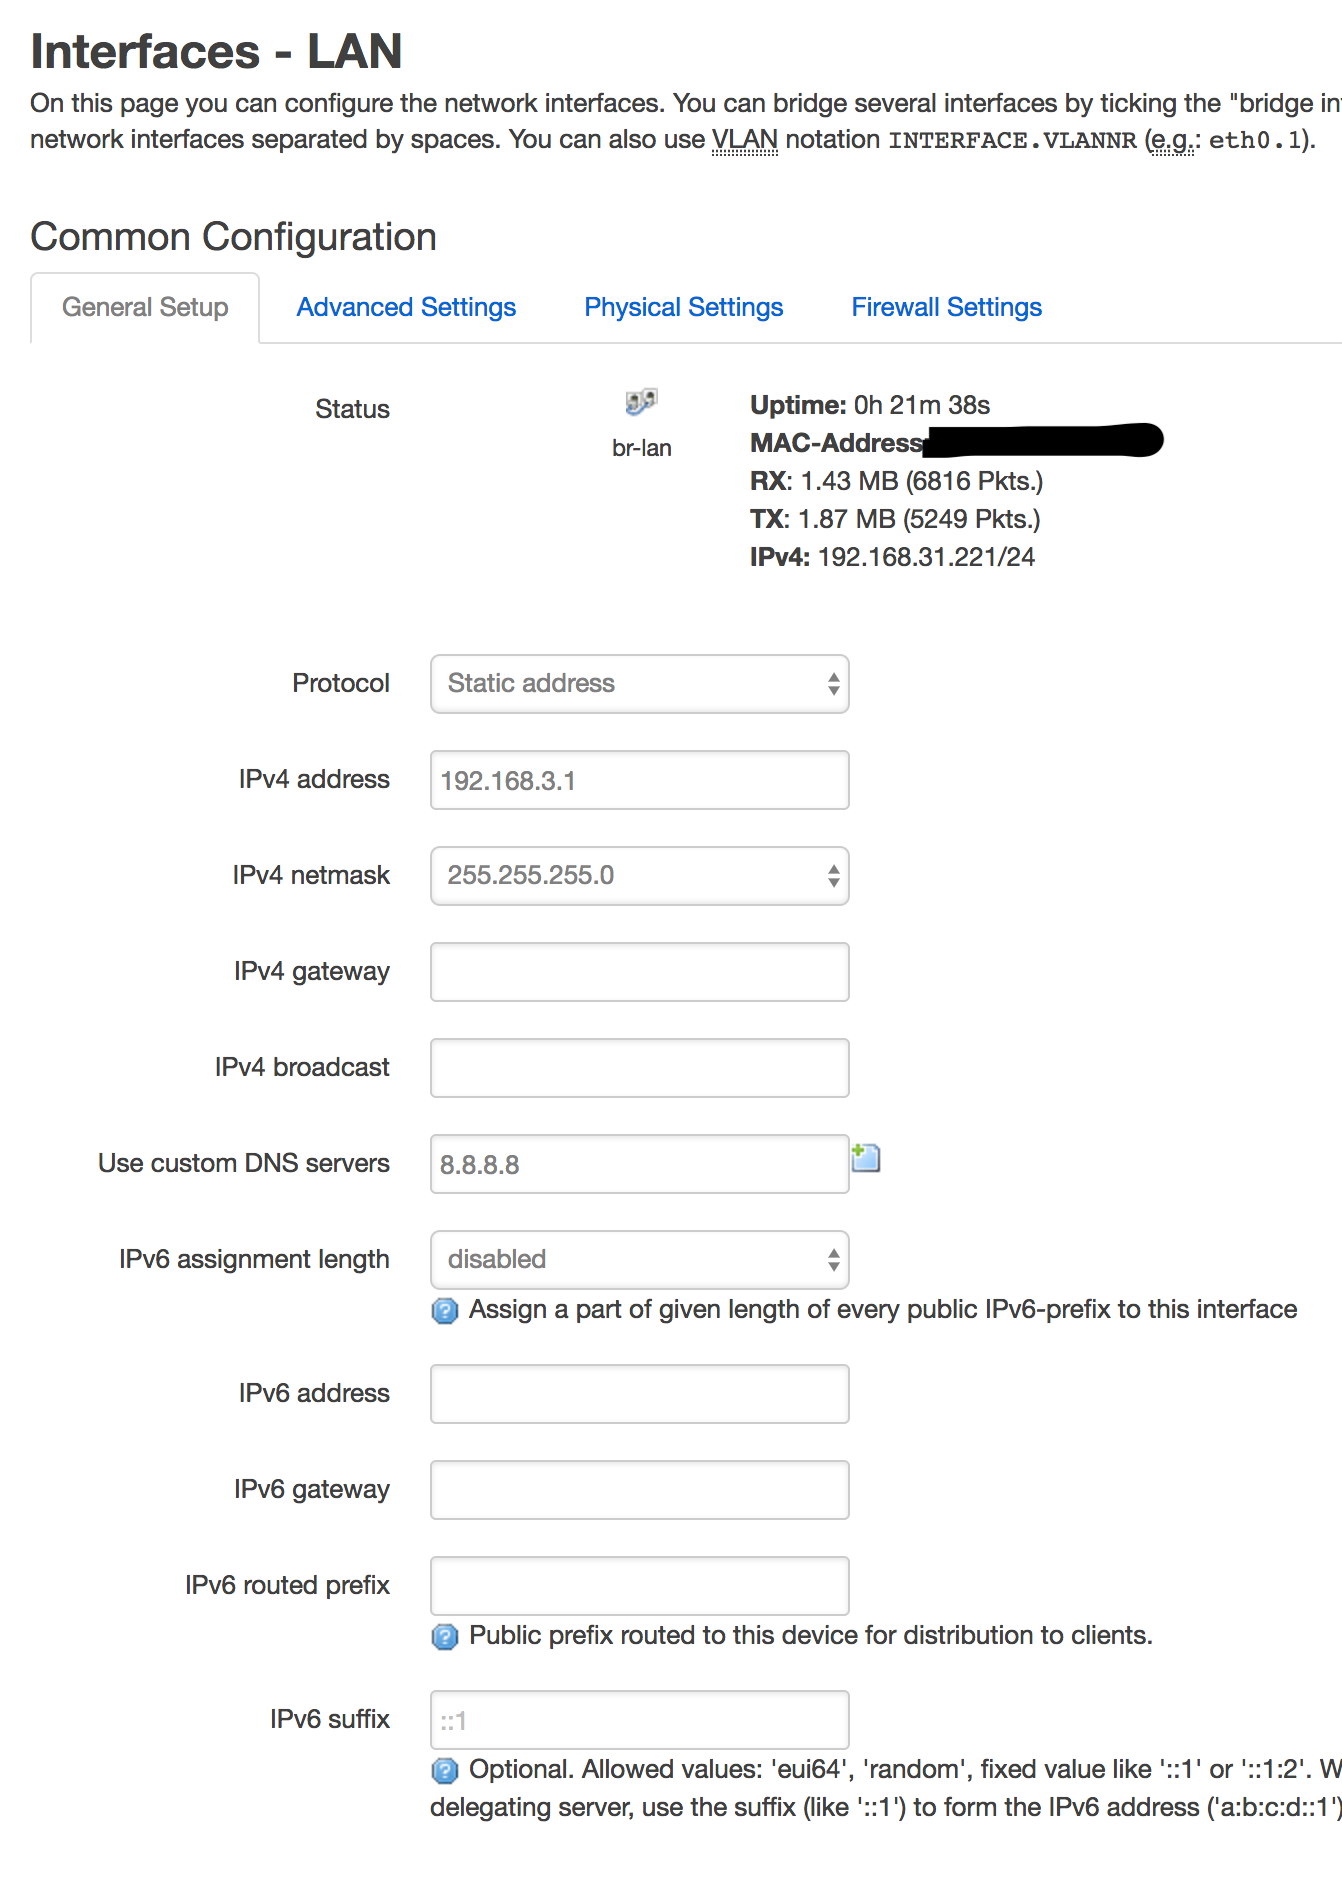 Interfaces - LAN
On this page you can configure the network interfaces. You can bridge several interfaces by ticking the "bridge
network interfaces separated by spaces. You can also use VLAN notation INTERFACE.VLANNR (e.g.: eth0.1).
Common Configuration
General Setup Advanced Settings Physical Settings Firewall Settings
Status
br-lan
Uptime: 0h 21m 38s
MAC-Address
RX: 1.43 MB (6816 Pkts.)
TX: 1.87 MB (5249 Pkts.)
IPv4: 192.168.31.221/24
Protocol Static address
IPv4 address 192.168.3.1
IPv4 netmask 255.255.255.0
IPv4 gateway
IPv4 broadcast
Use custom DNS servers 8.8.8.8
IPv6 assignment length disabled
Assign a part of given length of every public IPv6-prefix to this interface
IPv6 address
IPv6 gateway
IPv6 routed prefix
Public prefix routed to this device for distribution to clients.
IPv6 suffix ::1
Optional. Allowed values: 'eui64', 'random', fixed value like '::1' or '::1:2'.
delegating server, use the suffix (like '::1') to form the IPv6 address ('a:b:c:d::1')